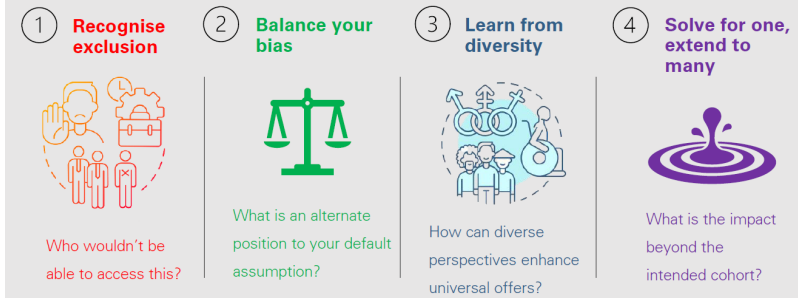 1
Recognise
exclusion
Who wouldn't be
able to access this?
2
Balance your
bias
What is an alternate
position to your default
assumption?
3
Learn from
diversity
How can diverse
perspectives enhance
universal offers?
4
Solve for one,
extend to
many
What is the impact
beyond the
intended cohort?